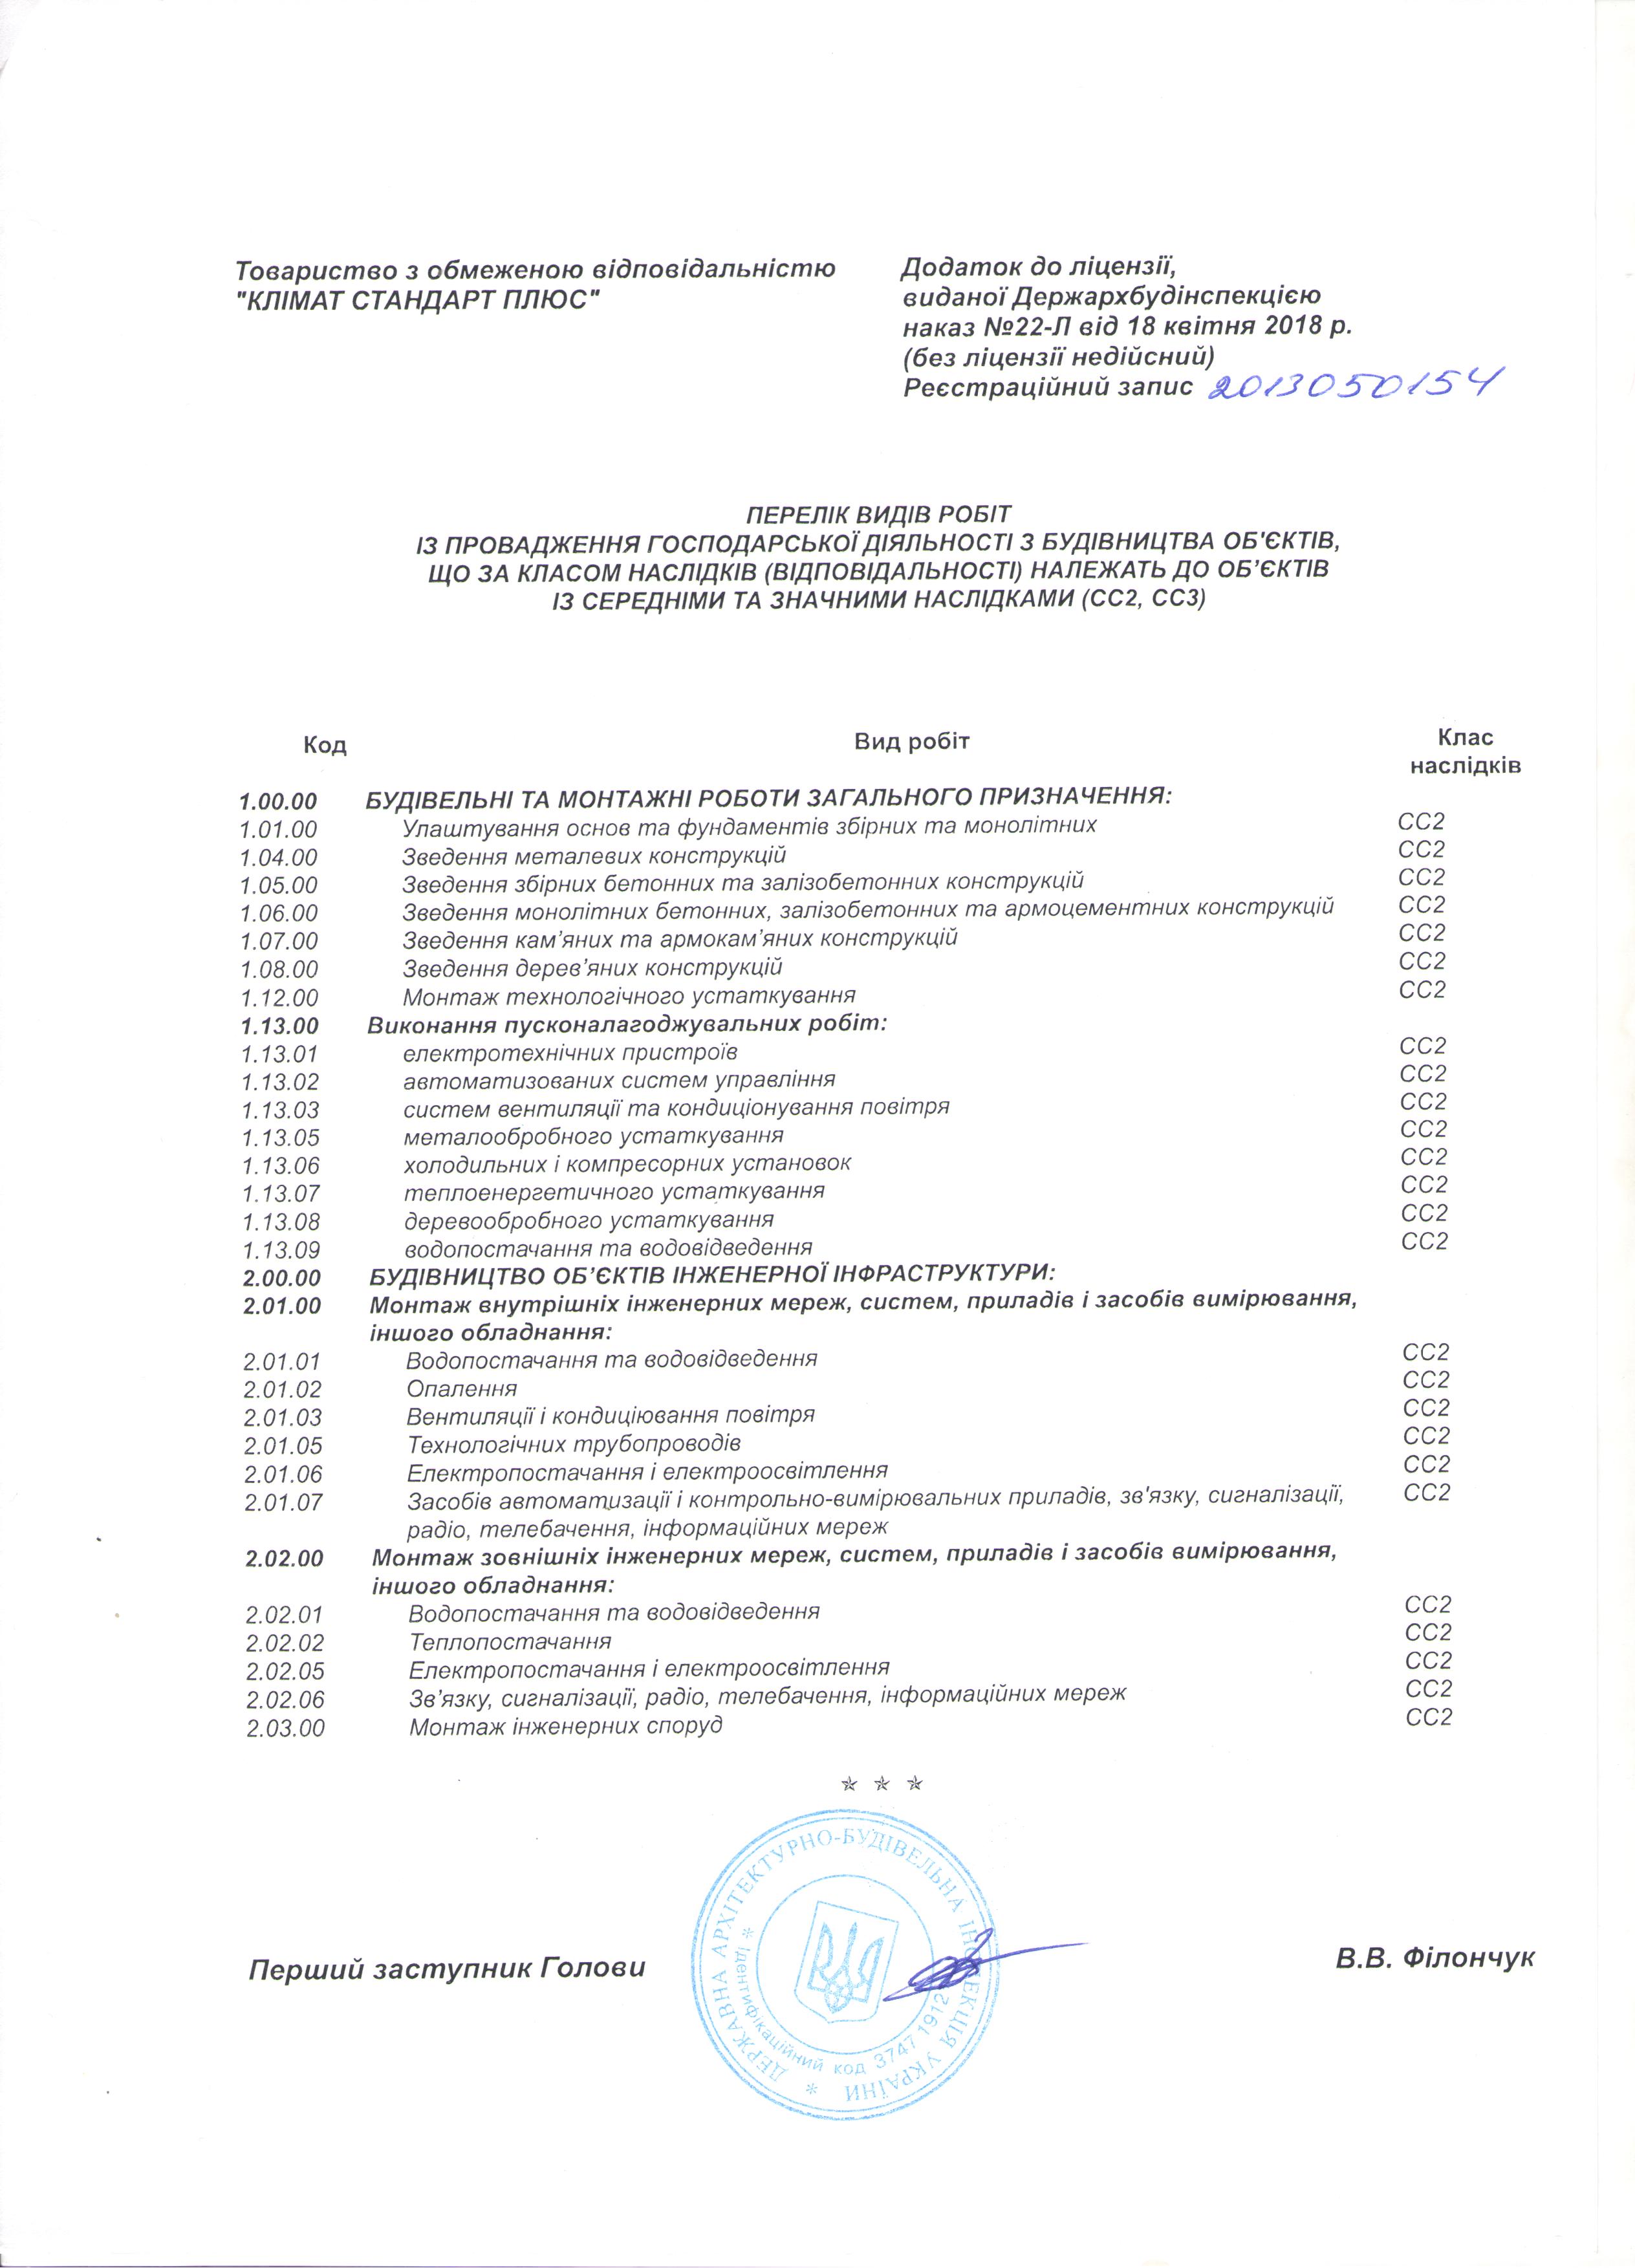 Товариство з обмеженою відповідальністю
"КЛІМАТ СТАНДАРТ ПЛЮС"
Додаток до ліцензії,
виданої Держархбудінспекцією
наказ №22-Л від 18 квітня 2018 р.
(без ліцензії недійсний)
Реєстраційний запис 2013050154
ПЕРЕЛІК ВИДІВ РОБІТ
ІЗ ПРОВАДЖЕННЯ ГОСПОДАРСЬКОЇ ДІЯЛЬНОСТІ З БУДІВНИЦТВА ОБ'ЄКТІВ,
ЩО ЗА КЛАСОМ НАСЛІДКІВ (ВІДПОВІДАЛЬНОСТІ) НАЛЕЖАТЬ ДО ОБ’ЄКТІВ
ІЗ СЕРЕДНІМИ ТА ЗНАЧНИМИ НАСЛІДКАМИ (СС2, СС3)
Код Вид робіт Клас
наслідків
1.00.00 БУДІВЕЛЬНІ ТА МОНТАЖНІ РОБОТИ ЗАГАЛЬНОГО ПРИЗНАЧЕННЯ:
1.01.00 Улаштування основ та фундаментів збірних та монолітних СС2
1.04.00 Зведення металевих конструкцій СС2
1.05.00 Зведення збірних бетонних та залізобетонних конструкцій СС2
1.06.00 Зведення монолітних бетонних, залізобетонних та армоцементних конструкцій СС2
1.07.00 Зведення кам’яних та армокам’яних конструкцій СС2
1.08.00 Зведення дерев’яних конструкцій СС2
1.12.00 Монтаж технологічного устаткування СС2
1.13.00 Виконання пусконалагоджувальних робіт:
1.13.01 електротехнічних пристроїв СС2
1.13.02 автоматизованих систем управління СС2
1.13.03 систем вентиляції та кондиціонування повітря СС2
1.13.05 металообробного устаткування СС2
1.13.06 холодильних і компресорних установок СС2
1.13.07 теплоенергетичного устаткування СС2
1.13.08 деревообробного устаткування СС2
1.13.09 водопостачання та водовідведення СС2
2.00.00 БУДІВНИЦТВО ОБ’ЄКТІВ ІНЖЕНЕРНОЇ ІНФРАСТРУКТУРИ:
2.01.00 Монтаж внутрішніх інженерних мереж, систем, приладів і засобів вимірювання,
іншого обладнання:
2.01.01 Водопостачання та водовідведення СС2
2.01.02 Опалення СС2
2.01.03 Вентиляції і кондиціювання повітря СС2
2.01.05 Технологічних трубопроводів СС2
2.01.06 Електропостачання і електроосвітлення СС2
2.01.07 Засобів автоматизації і контрольно-вимірювальних приладів, зв'язку, сигналізації, СС2
радіо, телебачення, інформаційних мереж
2.02.00 Монтаж зовнішніх інженерних мереж, систем, приладів і засобів вимірювання,
іншого обладнання:
2.02.01 Водопостачання та водовідведення СС2
2.02.02 Теплопостачання СС2
2.02.05 Електропостачання і електроосвітлення СС2
2.02.06 Зв’язку, сигналізації, радіо, телебачення, інформаційних мереж СС2
2.03.00 Монтаж інженерних споруд СС2
Перший заступник Голови
ДЕРЖАВНА АРХІТЕКТУРНО-БУДІВЕЛЬНА ІНСПЕКЦІЯ УКРАЇНИ
Ідентифікаційний код 37471912
В.В. Філончук